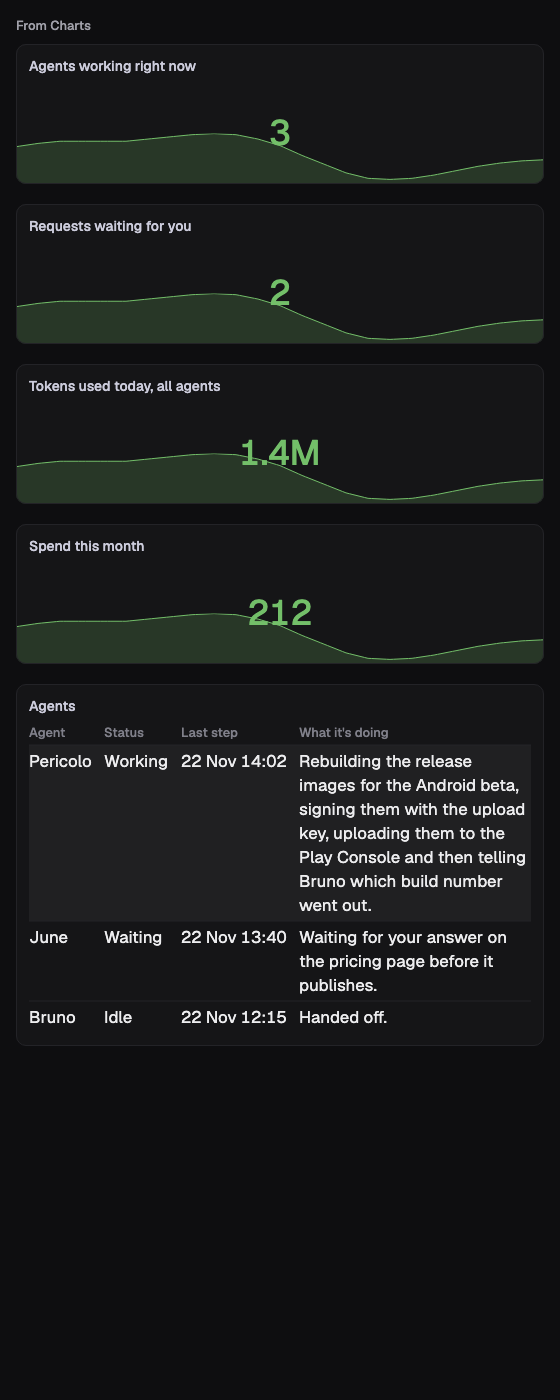 From Charts
Agents working right now
3
Requests waiting for you
2
Tokens used today, all agents
1.4M
Spend this month
212
Agents
Agent Status Last step What it's doing
Pericolo Working 22 Nov 14:02 Rebuilding the release
images for the Android beta,
signing them with the upload
key, uploading them to the
Play Console and then telling
Bruno which build number
went out.
June Waiting 22 Nov 13:40 Waiting for your answer on
the pricing page before it
publishes.
Bruno Idle 22 Nov 12:15 Handed off.